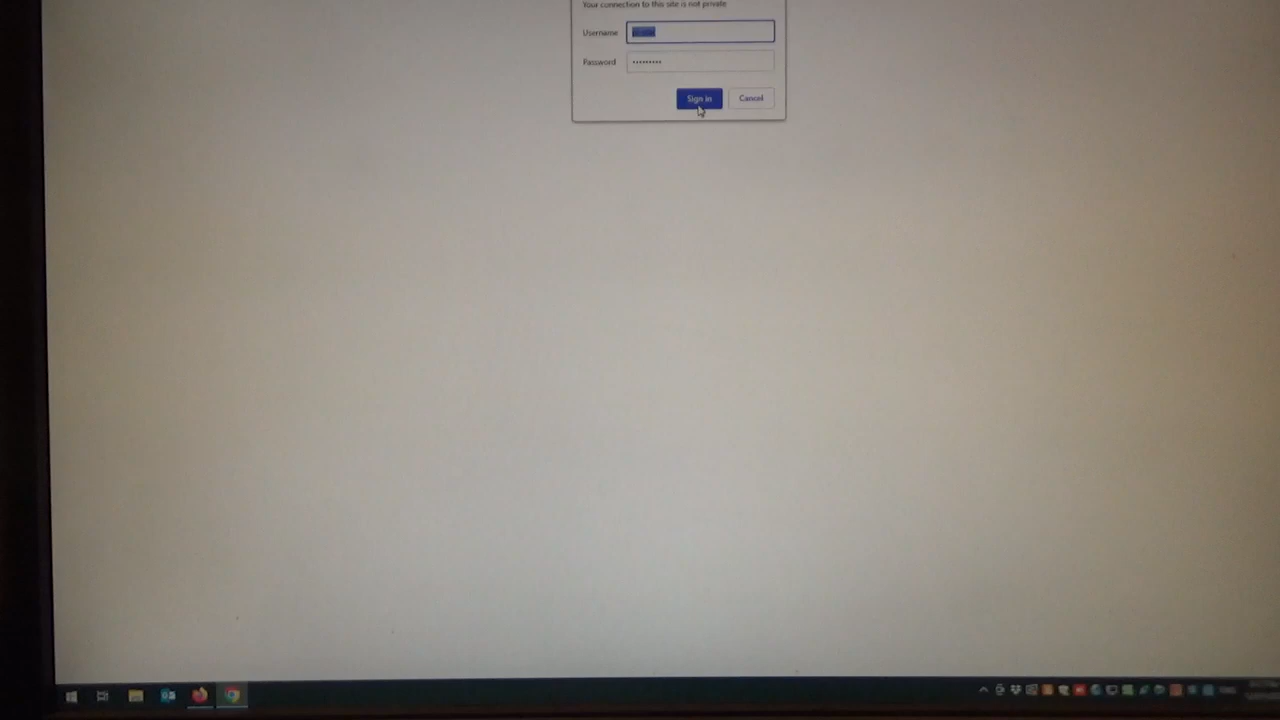 Your connection to this site is not private
Username
Password •••••••••
Sign in
Cancel